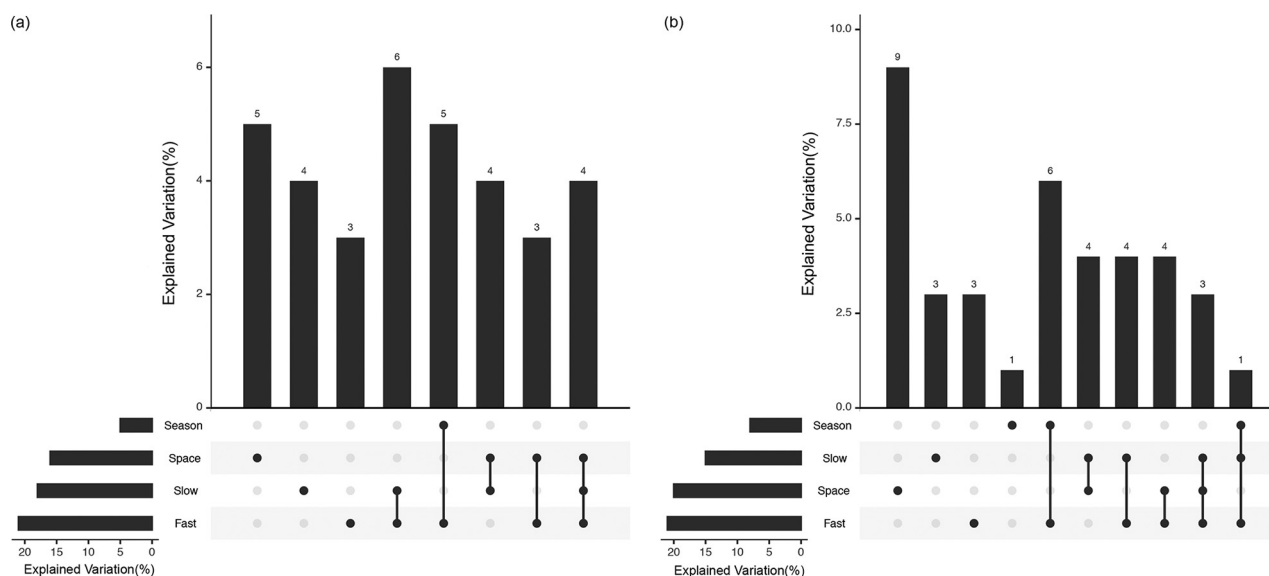 (a)
Explained Variation(%)
6
4
2
0
5
4
3
6
5
4
3
4
Season
Space
Slow
Fast
20 15 10 5 0
Explained Variation(%)
(b)
Explained Variation(%)
10.0
7.5
5.0
2.5
0.0
9
3
3
1
6
4
4
4
3
1
Season
Slow
Space
Fast
20 15 10 5 0
Explained Variation(%)